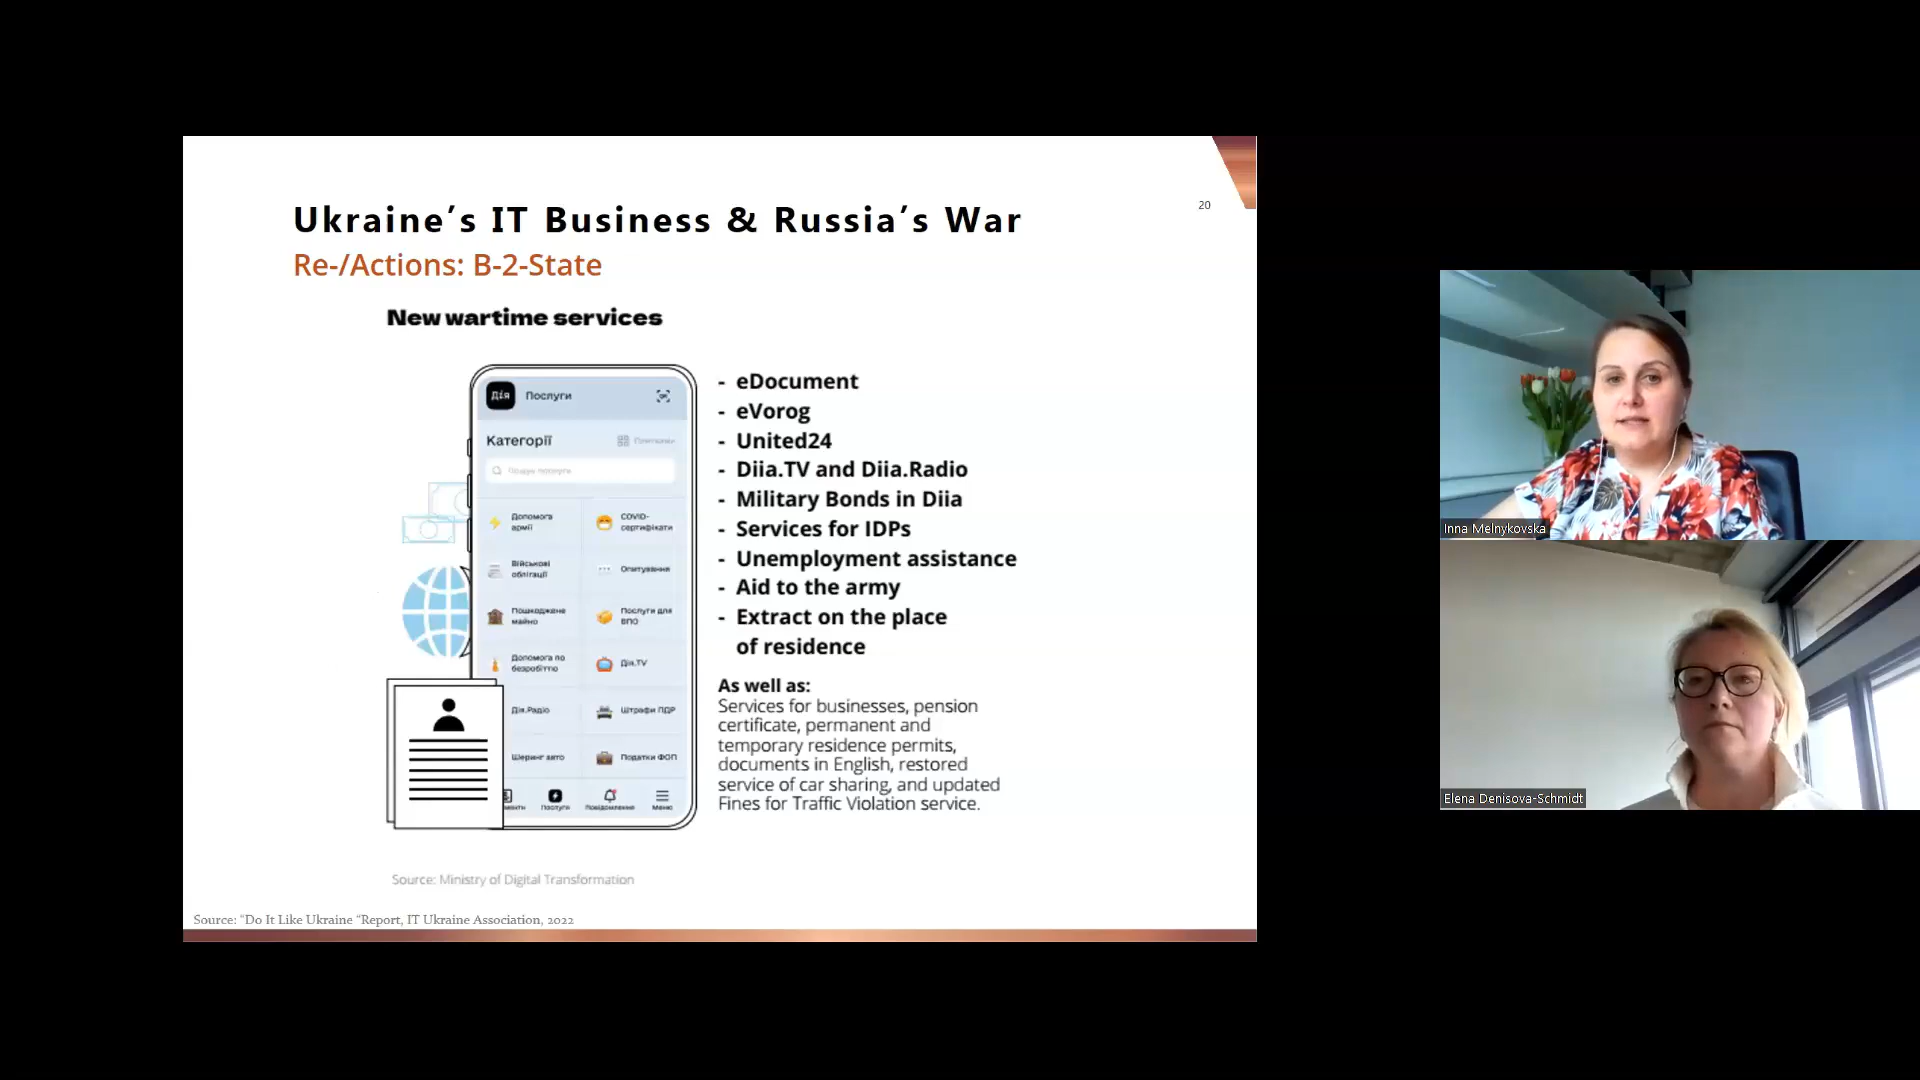 20
Ukraine’s IT Business & Russia’s War
Re-/Actions: B-2-State
New wartime services
Дія Послуги
Категорії
Пошук послуги
Допомога
армії
COVID-
сертифікати
Військові
облігації
Опитування
Пошкоджене
майно
Послуги для
ВПО
Допомога по
безробіттю
Дія.TV
Дія.Радіо
Штрафи ПДР
Шеринг авто
Податки ФОП
Послуги
Повідомлення
Меню
- eDocument
- eVorog
- United24
- Diia.TV and Diia.Radio
- Military Bonds in Diia
- Services for IDPs
- Unemployment assistance
- Aid to the army
- Extract on the place
of residence
As well as:
Services for businesses, pension
certificate, permanent and
temporary residence permits,
documents in English, restored
service of car sharing, and updated
Fines for Traffic Violation service.
Source: Ministry of Digital Transformation
Source: “Do It Like Ukraine “Report, IT Ukraine Association, 2022
Inna Melnykovska
Elena Denisova-Schmidt